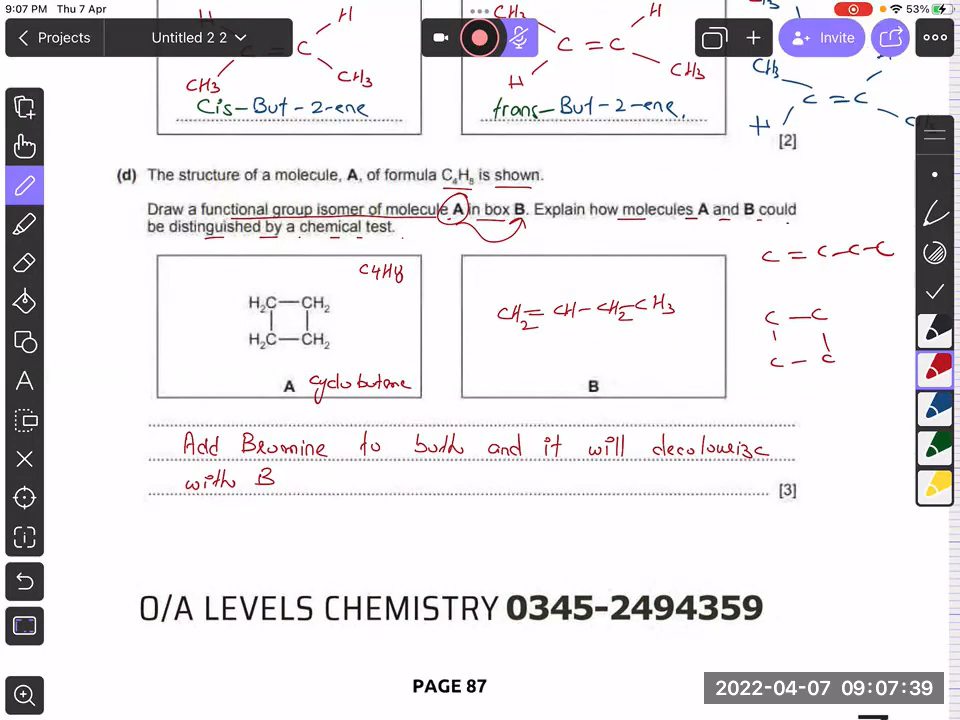 9:07 PM Thu 7 Apr
53%
Projects
Untitled 2 2
Invite
H
CH3 H
C = C
CH3 CH3
C = C
H CH3
Cis-But-2-ene
trans-But-2-ene,
CH3
C = C
H
[2]
(d) The structure of a molecule, A, of formula C4H8 is shown.
Draw a functional group isomer of molecule A in box B. Explain how molecules A and B could
be distinguished by a chemical test.
C = C - C - C
C4H8
H2C—CH2
H2C—CH2
A cyclobutane
CH2= CH-CH2CH3
B
C - C
C - C
Add Bromine to both and it will decolourize
with B
[3]
O/A LEVELS CHEMISTRY 0345-2494359
PAGE 87
2022-04-07 09:07:39